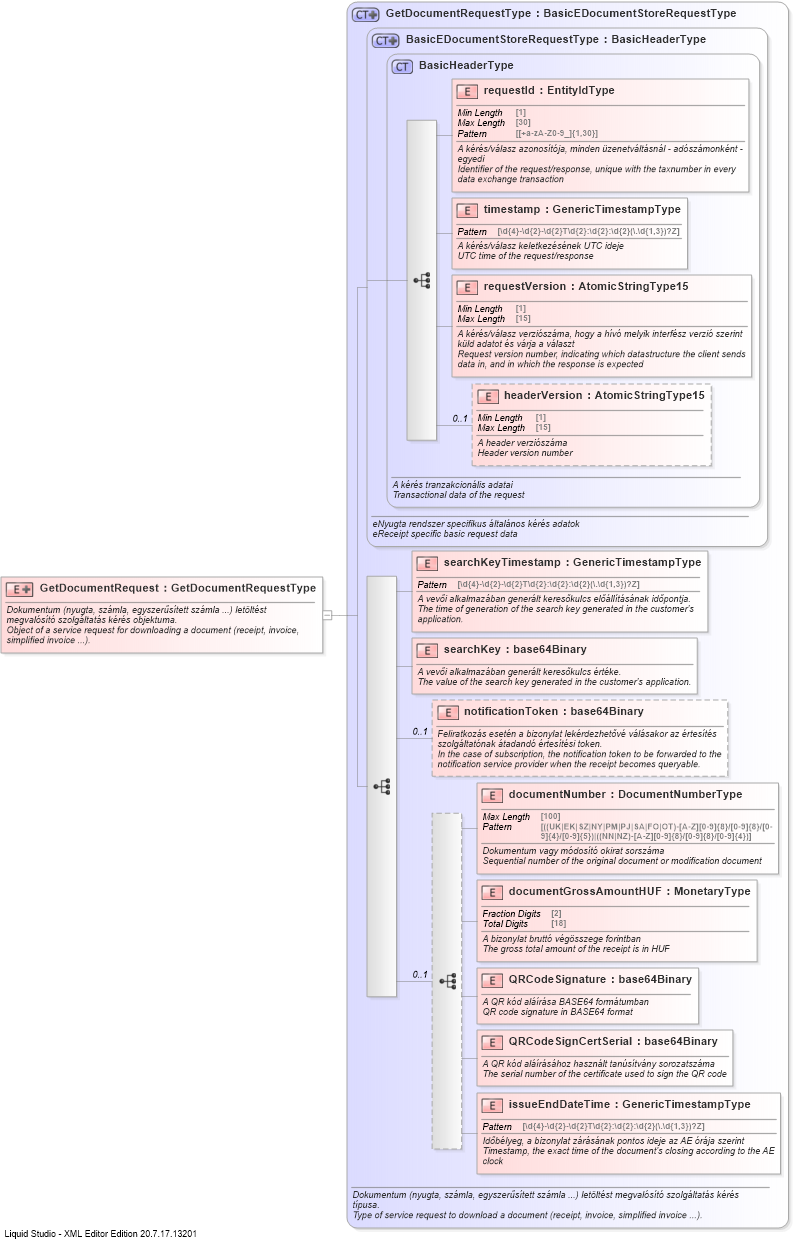 CT+ GetDocumentRequestType : BasicEDocumentStoreRequestType
CT+ BasicEDocumentStoreRequestType : BasicHeaderType
CT BasicHeaderType
E requestId : EntityIdType
Min Length [1]
Max Length [30]
Pattern [[+a-zA-Z0-9_]{1,30}]
A kérés/válasz azonosítója, minden üzenetváltásnál - adószámonként -
egyedi
Identifier of the request/response, unique with the taxnumber in every
data exchange transaction
E timestamp : GenericTimestampType
Pattern [\d{4}-\d{2}-\d{2}T\d{2}:\d{2}:\d{2}(\.\d{1,3})?Z]
A kérés/válasz keletkezésének UTC ideje
UTC time of the request/response
E requestVersion : AtomicStringType15
Min Length [1]
Max Length [15]
A kérés/válasz verziószáma, hogy a hívó melyik interfész verzió szerint
küld adatot és várja a választ
Request version number, indicating which datastructure the client sends
data in, and in which the response is expected
E headerVersion : AtomicStringType15
0..1
Min Length [1]
Max Length [15]
A header verziószáma
Header version number
A kérés tranzakcionális adatai
Transactional data of the request
eNyugta rendszer specifikus általános kérés adatok
eReceipt specific basic request data
E+ GetDocumentRequest : GetDocumentRequestType
Dokumentum (nyugta, számla, egyszerűsített számla ...) letöltést
megvalósító szolgáltatás kérés objektuma.
Object of a service request for downloading a document (receipt, invoice,
simplified invoice ...).
E searchKeyTimestamp : GenericTimestampType
Pattern [\d{4}-\d{2}-\d{2}T\d{2}:\d{2}:\d{2}(\.\d{1,3})?Z]
A vevői alkalmazában generált keresőkulcs előállításának időpontja.
The time of generation of the search key generated in the customer's
application.
E searchKey : base64Binary
A vevői alkalmazában generált keresőkulcs értéke.
The value of the search key generated in the customer's application.
E notificationToken : base64Binary
0..1
Feliratkozás esetén a bizonylat lekérdezhetővé válásakor az értesítés
szolgáltatónak átadandó értesítési token.
In the case of subscription, the notification token to be forwarded to the
notification service provider when the receipt becomes queryable.
E documentNumber : DocumentNumberType
Max Length [100]
Pattern [((UK|EK|SZ|NY|PM|PJ|SA|FO|OT)-[A-Z][0-9]{8}/[0-9]{8}/[0-
9]{4}/[0-9]{5})|((NN|NZ)-[A-Z][0-9]{8}/[0-9]{8}/[0-9]{4})]
Dokumentum vagy módosító okirat sorszáma
Sequential number of the original document or modification document
E documentGrossAmountHUF : MonetaryType
Fraction Digits [2]
Total Digits [18]
A bizonylat bruttó végösszege forintban
The gross total amount of the receipt is in HUF
0..1
E QRCodeSignature : base64Binary
A QR kód aláírása BASE64 formátumban
QR code signature in BASE64 format
E QRCodeSignCertSerial : base64Binary
A QR kód aláírásához használt tanúsítvány sorozatszáma
The serial number of the certificate used to sign the QR code
E issueEndDateTime : GenericTimestampType
Pattern [\d{4}-\d{2}-\d{2}T\d{2}:\d{2}:\d{2}(\.\d{1,3})?Z]
Időbélyeg, a bizonylat zárásának pontos ideje az AE órája szerint
Timestamp, the exact time of the document's closing according to the AE
clock
Dokumentum (nyugta, számla, egyszerűsített számla ...) letöltést megvalósító szolgáltatás kérés
típusa.
Type of service request to download a document (receipt, invoice, simplified invoice ...).
Liquid Studio - XML Editor Edition 20.7.17.13201